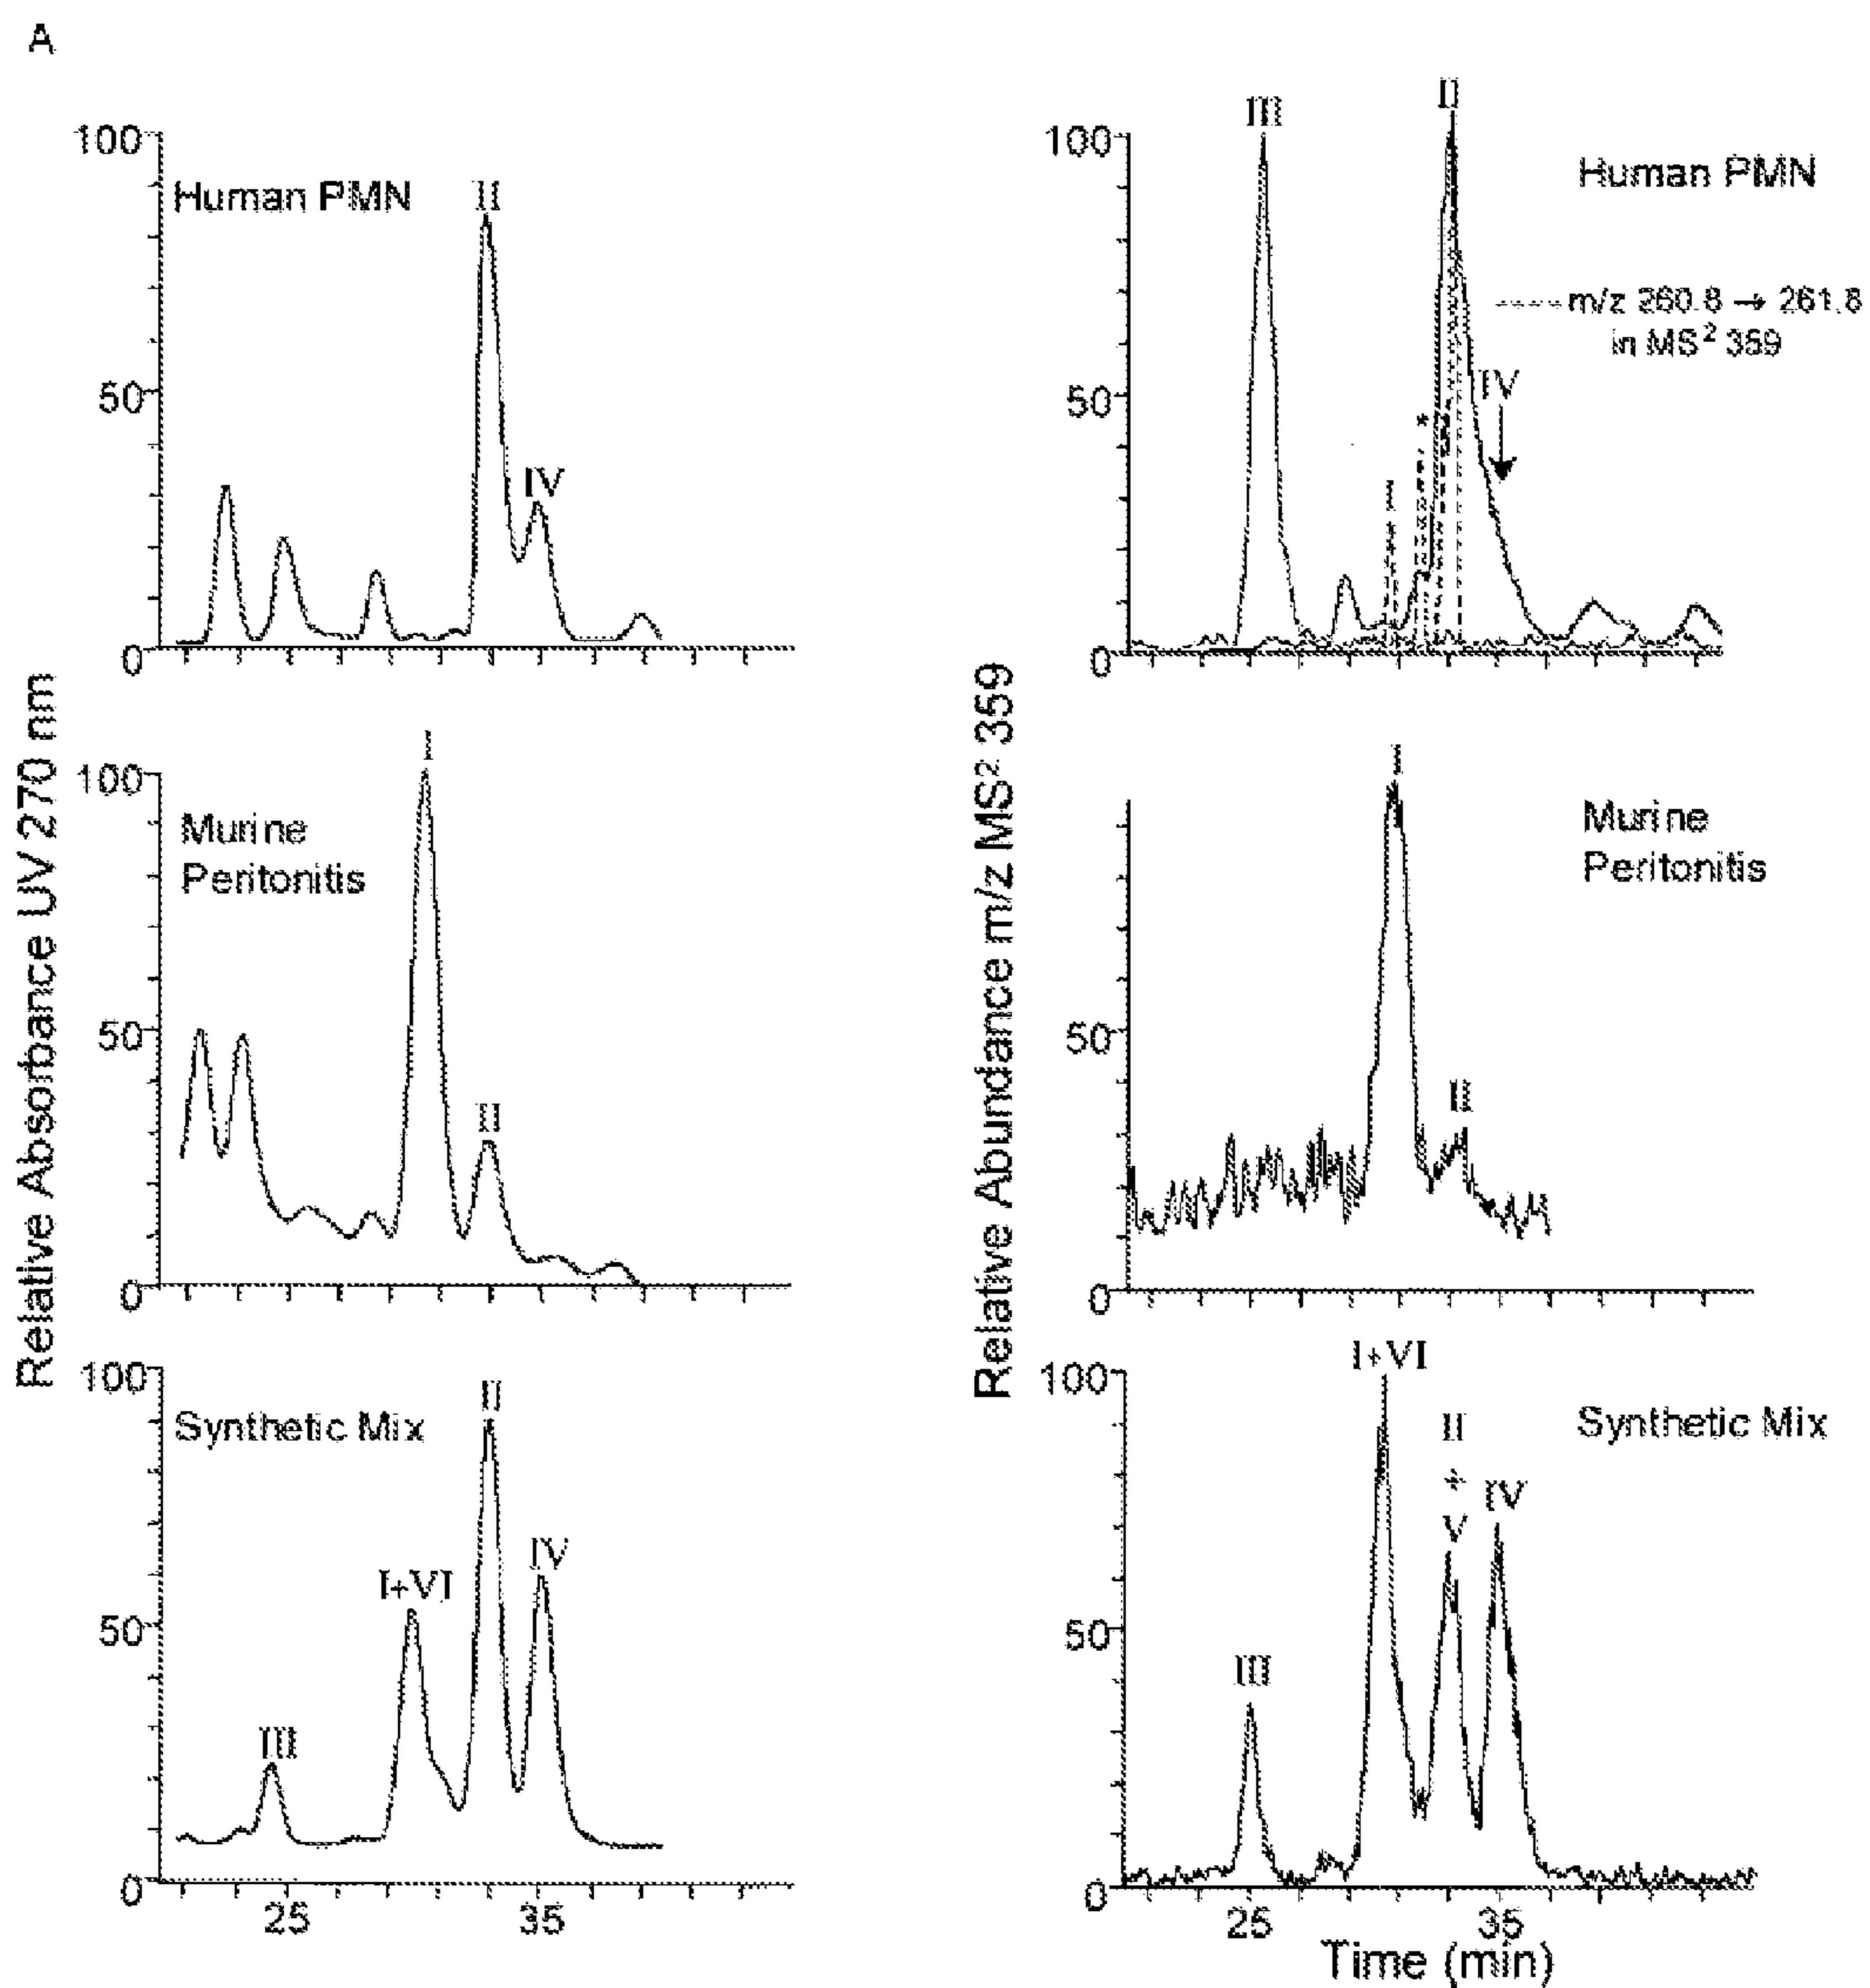 A
Relative Absorbance UV 270 nm
100
50
0
Human PMN
II
IV
100
50
0
Murine
Peritonitis
I
II
100
50
0
Synthetic Mix
III
I+VI
II
IV
25
35
Relative Abundance m/z MS² 359
100
50
0
III
I
*
II
IV
Human PMN
m/z 260.8 → 261.8
in MS² 359
50
0
I
II
Murine
Peritonitis
100
50
0
III
I+VI
II
+
V
IV
Synthetic Mix
25
35
Time (min)